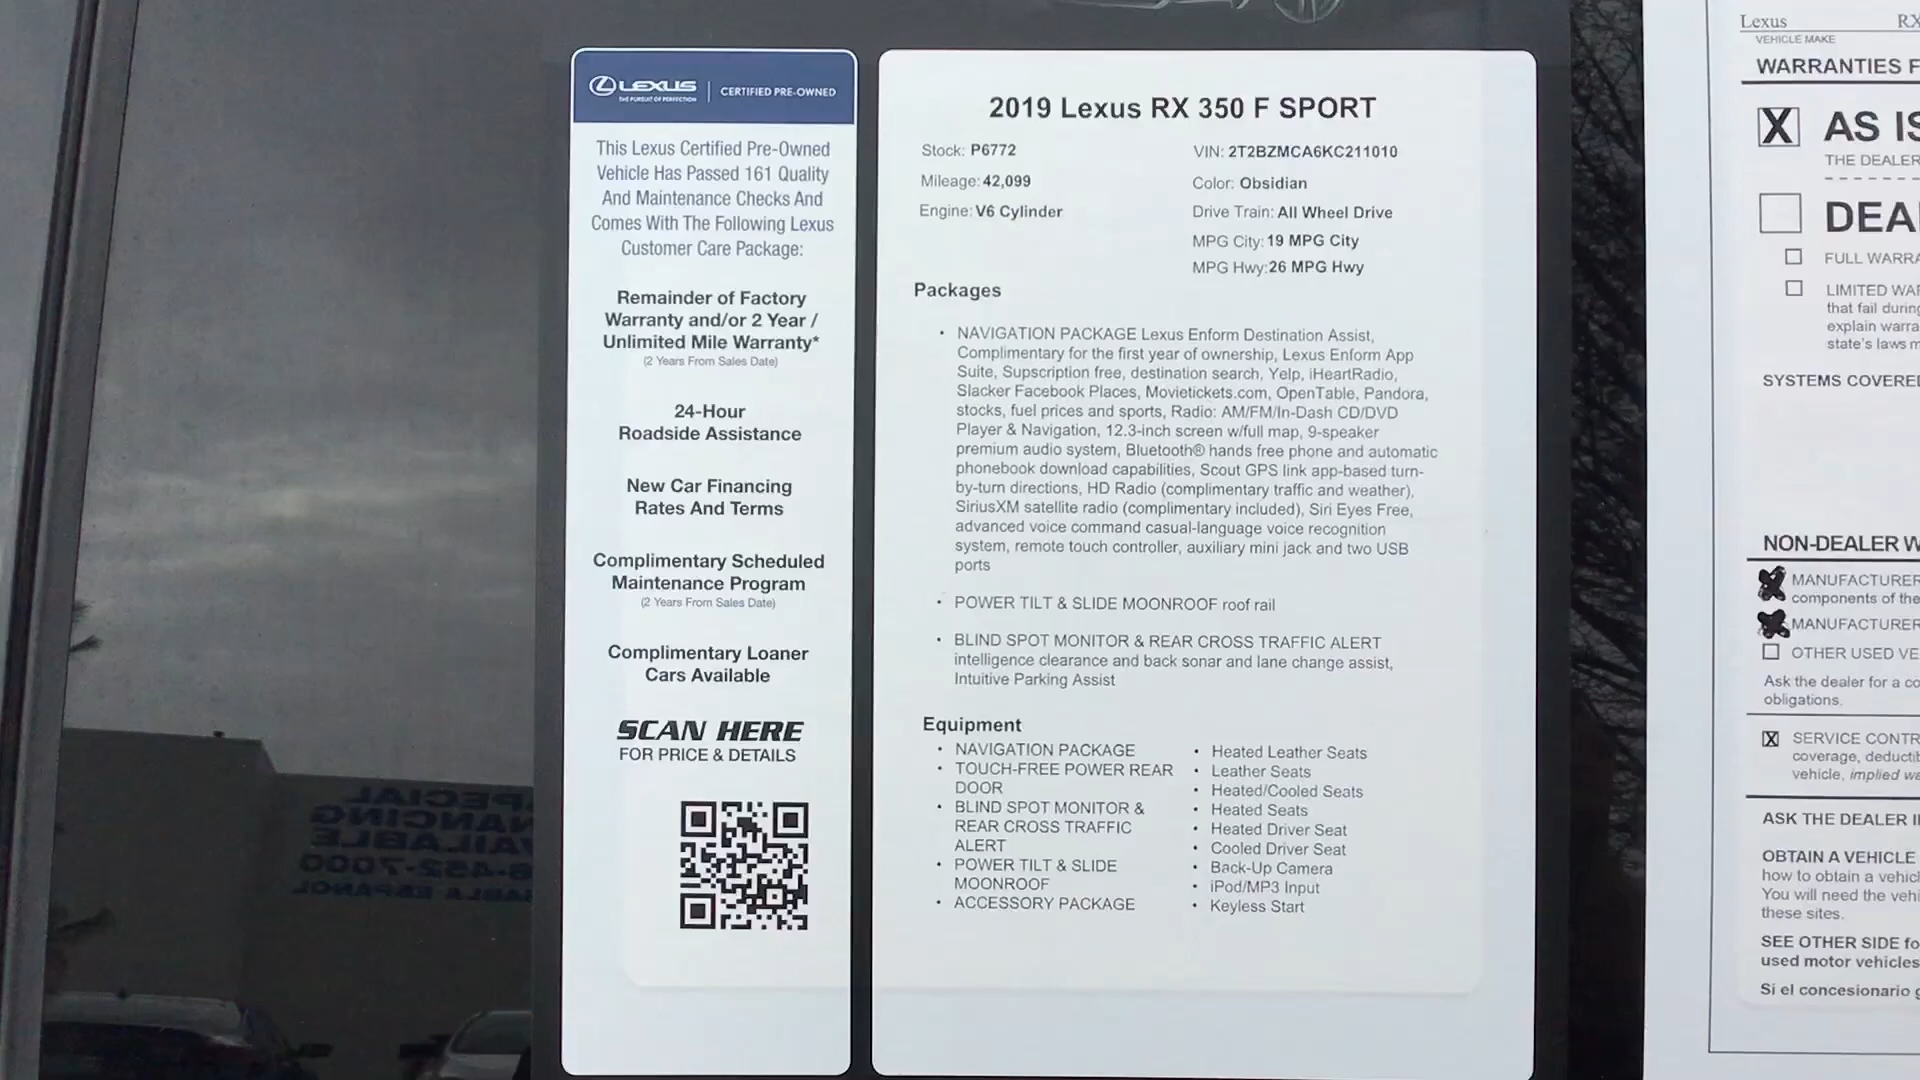 LEXUS
THE PURSUIT OF PERFECTION
CERTIFIED PRE-OWNED
This Lexus Certified Pre-Owned
Vehicle Has Passed 161 Quality
And Maintenance Checks And
Comes With The Following Lexus
Customer Care Package:
Remainder of Factory
Warranty and/or 2 Year /
Unlimited Mile Warranty*
(2 Years From Sales Date)
24-Hour
Roadside Assistance
New Car Financing
Rates And Terms
Complimentary Scheduled
Maintenance Program
(2 Years From Sales Date)
Complimentary Loaner
Cars Available
SCAN HERE
FOR PRICE & DETAILS
2019 Lexus RX 350 F SPORT
Stock: P6772
Mileage: 42,099
Engine: V6 Cylinder
VIN: 2T2BZMCA6KC211010
Color: Obsidian
Drive Train: All Wheel Drive
MPG City: 19 MPG City
MPG Hwy:26 MPG Hwy
Packages
• NAVIGATION PACKAGE Lexus Enform Destination Assist,
Complimentary for the first year of ownership, Lexus Enform App
Suite, Supscription free, destination search, Yelp, iHeartRadio,
Slacker Facebook Places, Movietickets.com, OpenTable, Pandora,
stocks, fuel prices and sports, Radio: AM/FM/In-Dash CD/DVD
Player & Navigation, 12.3-inch screen w/full map, 9-speaker
premium audio system, Bluetooth® hands free phone and automatic
phonebook download capabilities, Scout GPS link app-based turn-
by-turn directions, HD Radio (complimentary traffic and weather),
SiriusXM satellite radio (complimentary included), Siri Eyes Free,
advanced voice command casual-language voice recognition
system, remote touch controller, auxiliary mini jack and two USB
ports
• POWER TILT & SLIDE MOONROOF roof rail
• BLIND SPOT MONITOR & REAR CROSS TRAFFIC ALERT
intelligence clearance and back sonar and lane change assist,
Intuitive Parking Assist
Equipment
• NAVIGATION PACKAGE
• TOUCH-FREE POWER REAR
DOOR
• BLIND SPOT MONITOR &
REAR CROSS TRAFFIC
ALERT
• POWER TILT & SLIDE
MOONROOF
• ACCESSORY PACKAGE
• Heated Leather Seats
• Leather Seats
• Heated/Cooled Seats
• Heated Seats
• Heated Driver Seat
• Cooled Driver Seat
• Back-Up Camera
• iPod/MP3 Input
• Keyless Start
Lexus RX
VEHICLE MAKE
WARRANTIES F
X AS IS
THE DEALER
DEA
FULL WARRA
LIMITED WAR
that fail during
explain warra
state's laws m
SYSTEMS COVERED
NON-DEALER W
MANUFACTURER
components of the
MANUFACTURER
OTHER USED VE
Ask the dealer for a co
obligations.
X SERVICE CONTR
coverage, deductib
vehicle, implied wa
ASK THE DEALER I
OBTAIN A VEHICLE
how to obtain a vehicl
You will need the vehi
these sites.
SEE OTHER SIDE fo
used motor vehicles
Si el concesionario g